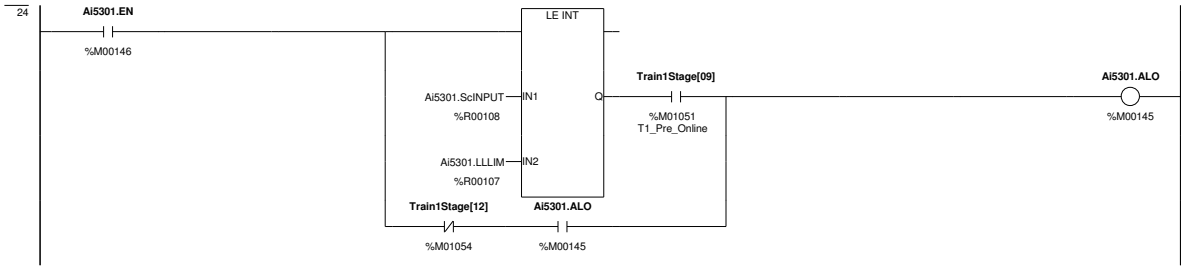 24
Ai5301.EN
%M00146
LE INT
Ai5301.ScINPUT
IN1
Q
%R00108
Train1Stage[09]
%M01051
T1_Pre_Online
Ai5301.ALO
%M00145
Ai5301.LLLIM
IN2
%R00107
Train1Stage[12]
Ai5301.ALO
%M01054
%M00145